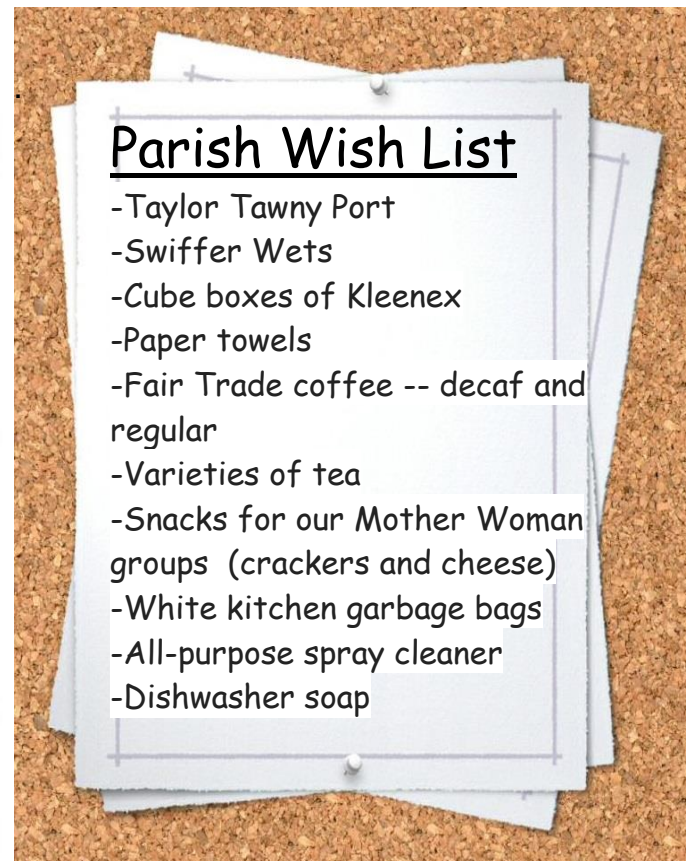 Parish Wish List
-Taylor Tawny Port
-Swiffer Wets
-Cube boxes of Kleenex
-Paper towels
-Fair Trade coffee -- decaf and
regular
-Varieties of tea
-Snacks for our Mother Woman
groups (crackers and cheese)
-White kitchen garbage bags
-All-purpose spray cleaner
-Dishwasher soap